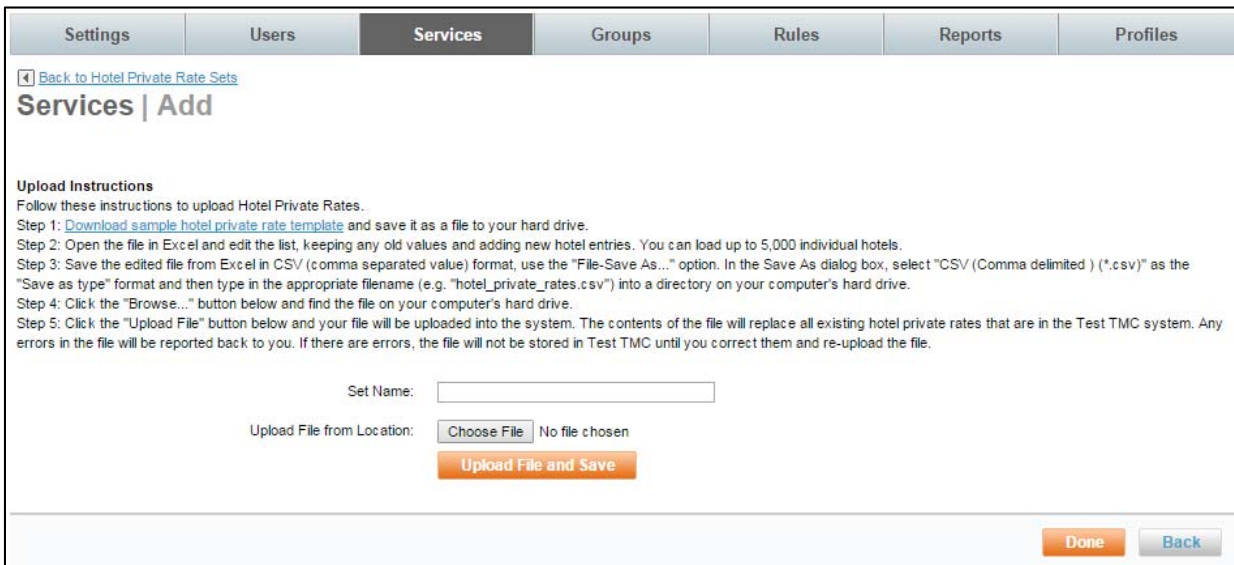 Settings Users Services Groups Rules Reports Profiles
Back to Hotel Private Rate Sets
Services | Add
Upload Instructions
Follow these instructions to upload Hotel Private Rates.
Step 1: Download sample hotel private rate template and save it as a file to your hard drive.
Step 2: Open the file in Excel and edit the list, keeping any old values and adding new hotel entries. You can load up to 5,000 individual hotels.
Step 3: Save the edited file from Excel in CSV (comma separated value) format, use the "File-Save As..." option. In the Save As dialog box, select "CSV (Comma delimited ) (*.csv)" as the
"Save as type" format and then type in the appropriate filename (e.g. "hotel_private_rates.csv") into a directory on your computer's hard drive.
Step 4: Click the "Browse..." button below and find the file on your computer's hard drive.
Step 5: Click the "Upload File" button below and your file will be uploaded into the system. The contents of the file will replace all existing hotel private rates that are in the Test TMC system. Any
errors in the file will be reported back to you. If there are errors, the file will not be stored in Test TMC until you correct them and re-upload the file.
Set Name:
Upload File from Location: Choose File No file chosen
Upload File and Save
Done Back